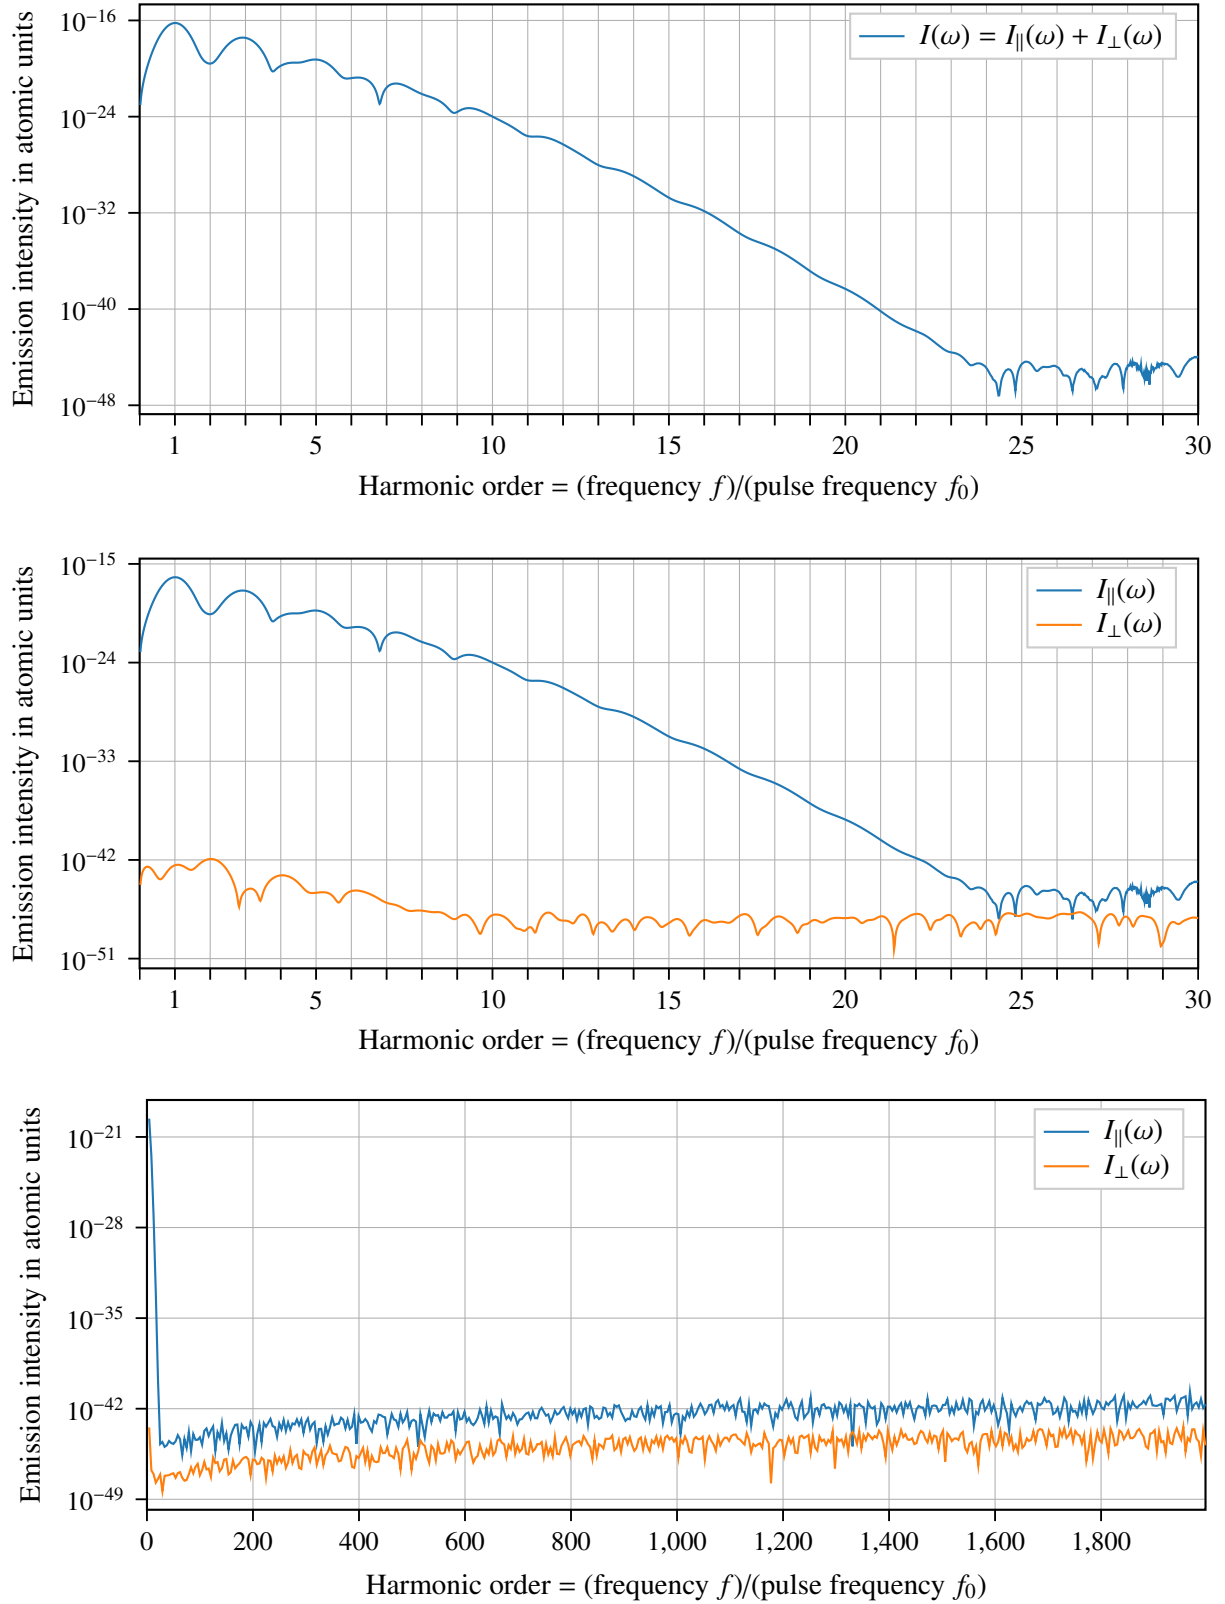 Emission intensity in atomic units
10⁻¹⁶
10⁻²⁴
10⁻³²
10⁻⁴⁰
10⁻⁴⁸
I(ω) = I∥(ω) + I⊥(ω)
1 5 10 15 20 25 30
Harmonic order = (frequency f)/(pulse frequency f₀)
Emission intensity in atomic units
10⁻¹⁵
10⁻²⁴
10⁻³³
10⁻⁴²
10⁻⁵¹
I∥(ω)
I⊥(ω)
1 5 10 15 20 25 30
Harmonic order = (frequency f)/(pulse frequency f₀)
Emission intensity in atomic units
10⁻²¹
10⁻²⁸
10⁻³⁵
10⁻⁴²
10⁻⁴⁹
I∥(ω)
I⊥(ω)
0 200 400 600 800 1,000 1,200 1,400 1,600 1,800
Harmonic order = (frequency f)/(pulse frequency f₀)